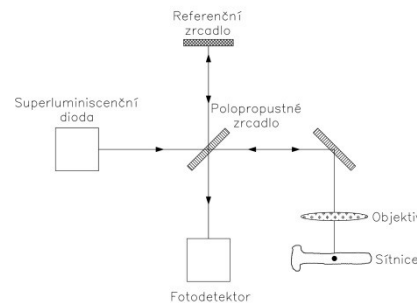 Referenční
zrcadlo
Superluminiscenční
dioda
Polopropustné
zrcadlo
Objektiv
Sítnice
Fotodetektor